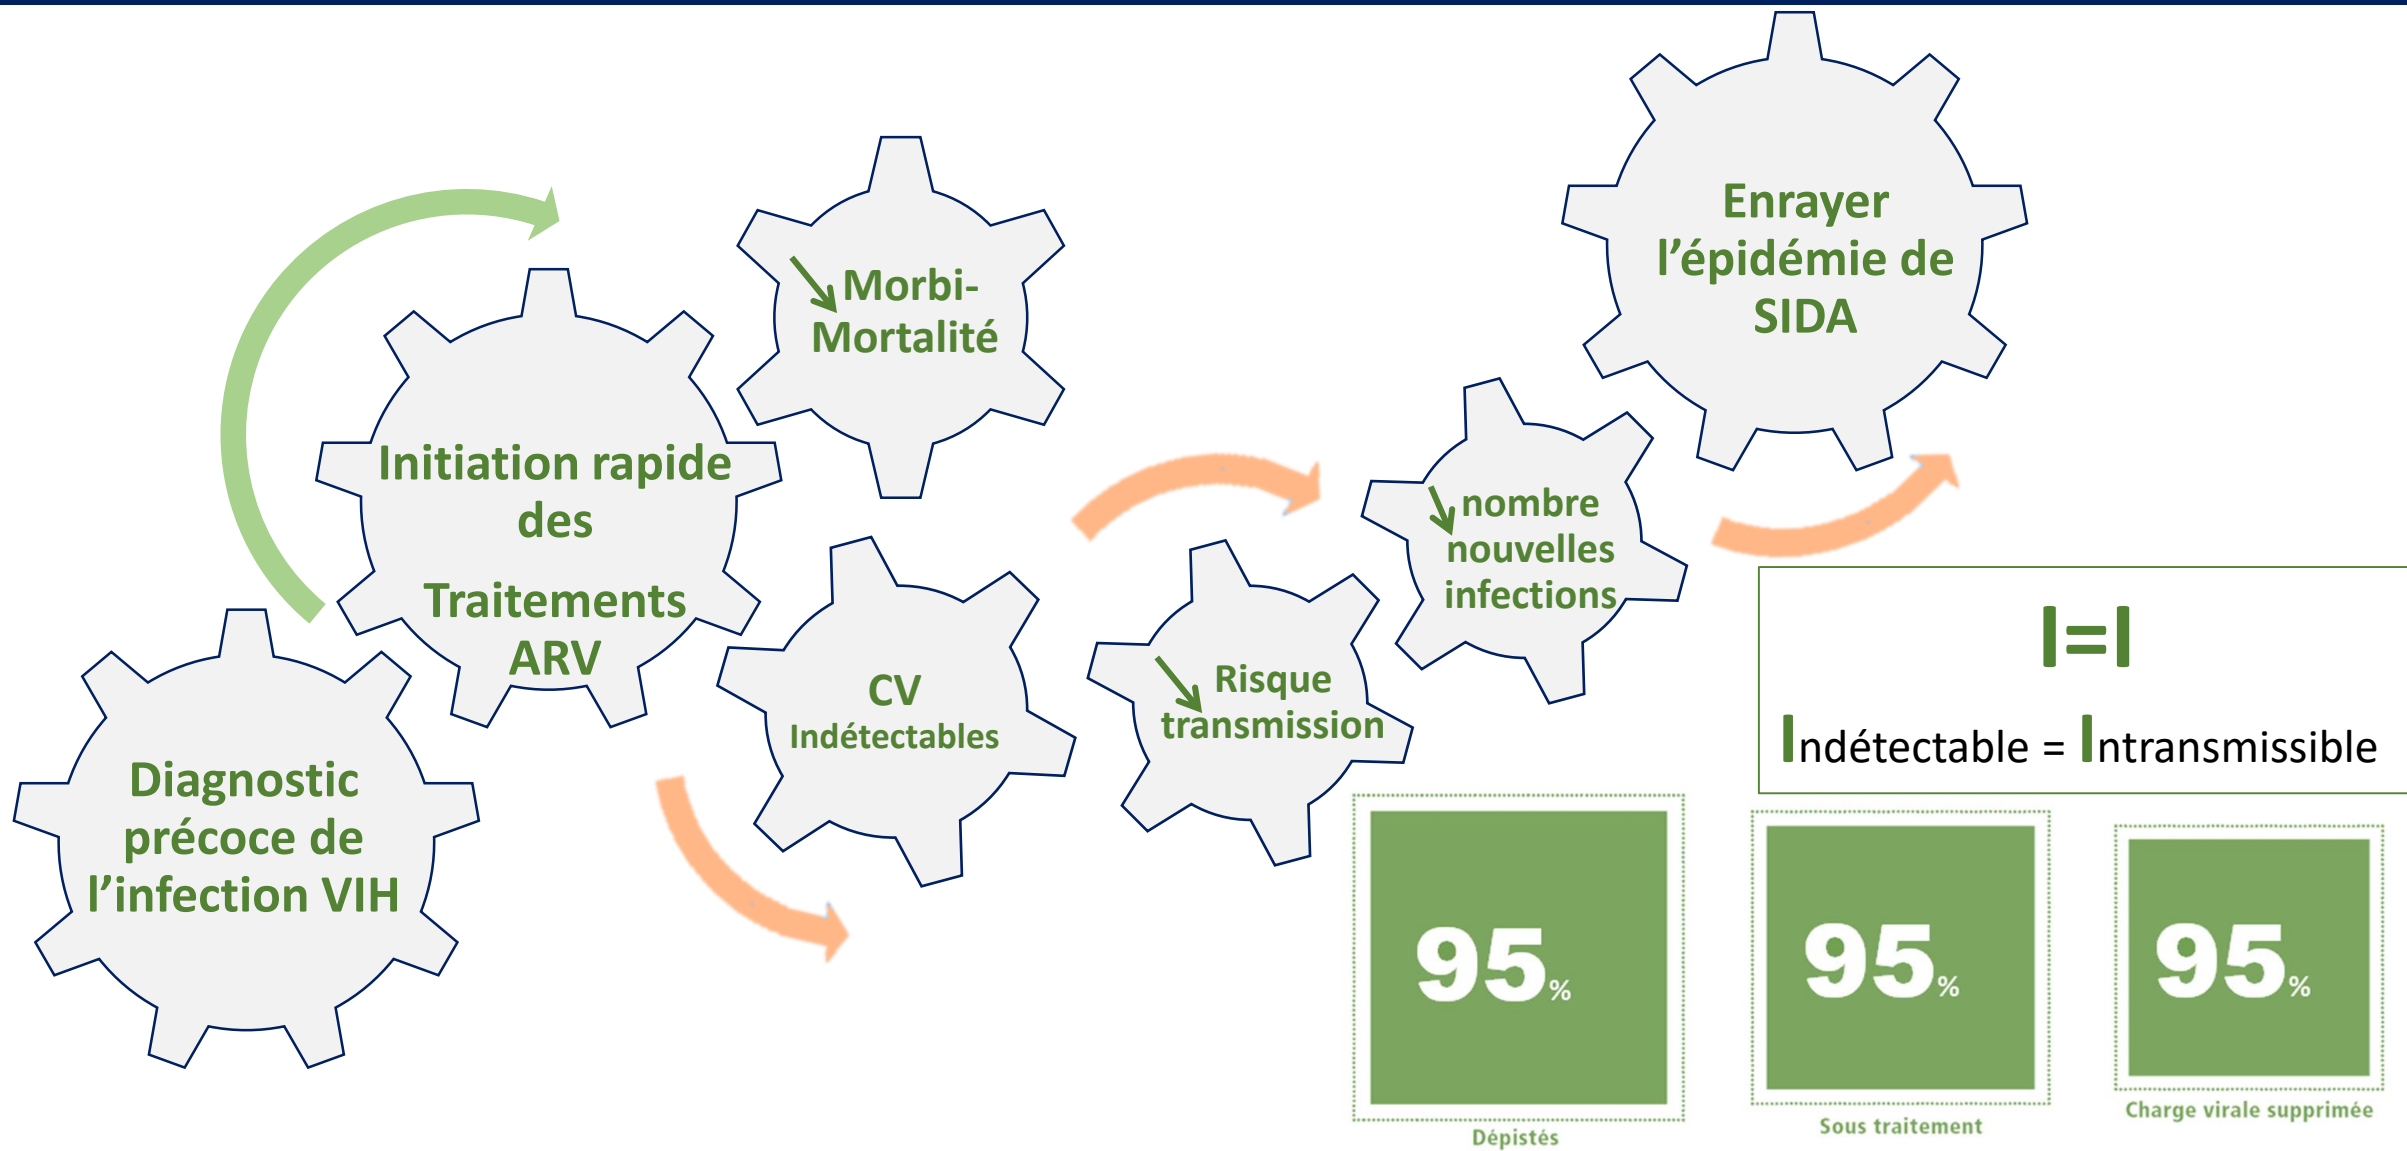 Diagnostic
précoce de
l’infection VIH
Initiation rapide
des
Traitements
ARV
Morbi-
Mortalité
CV
Indétectables
Risque
transmission
nombre
nouvelles
infections
Enrayer
l’épidémie de
SIDA
I=I
Indétectable = Intransmissible
95%
Dépistés
95%
Sous traitement
95%
Charge virale supprimée